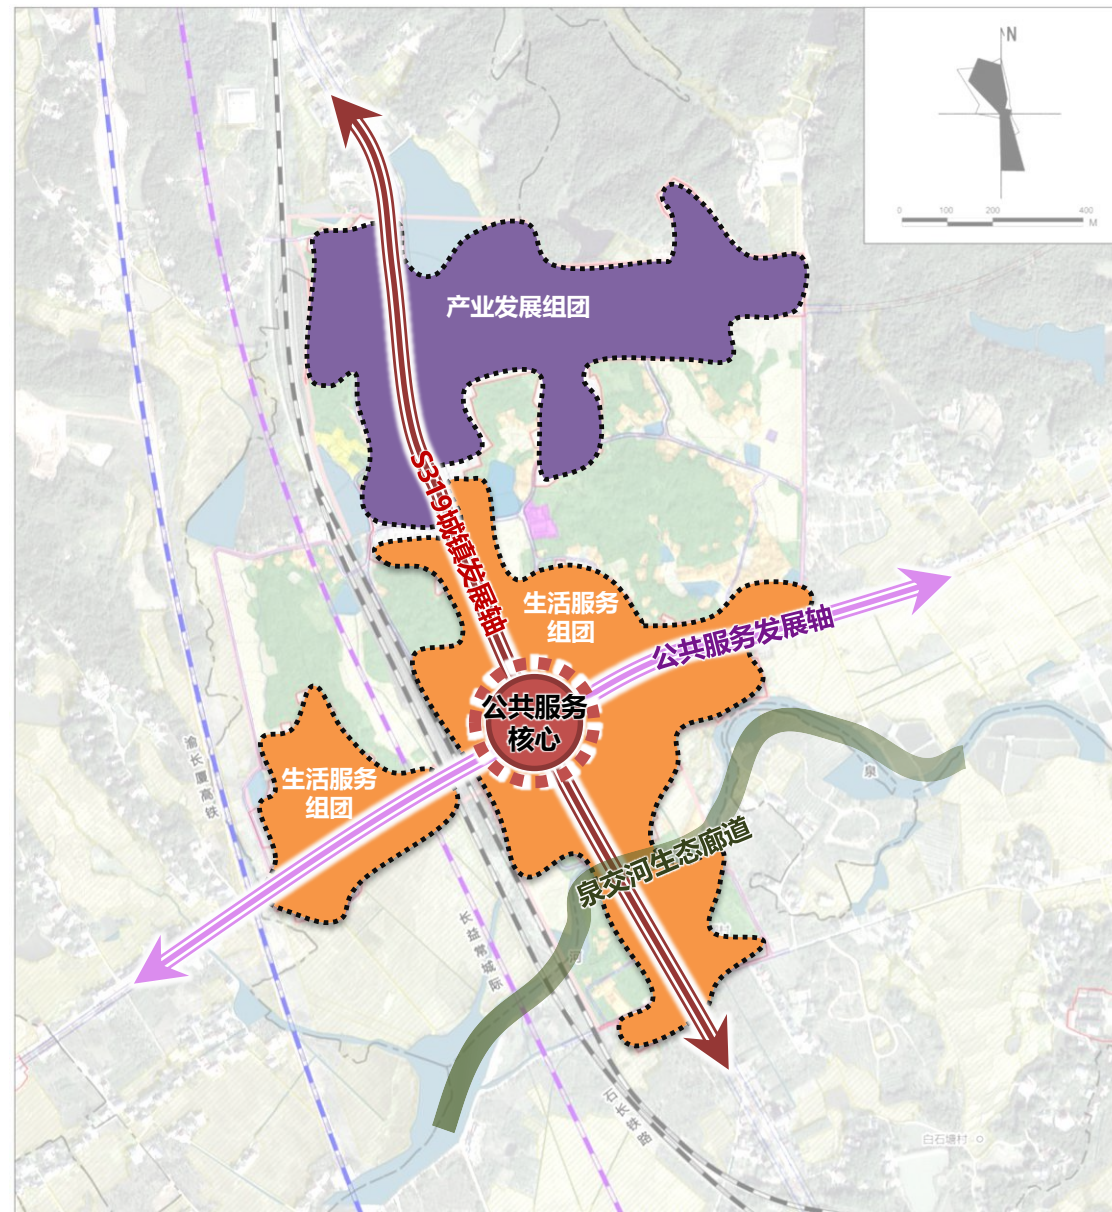 N
0
100
200
400
M
产业发展组团
S319城镇发展轴
生活服务
组团
公共服务发展轴
公共服务
核心
生活服务
组团
渝长厦高铁
泉
泉交河生态廊道
长益常城际
河
石长铁路
白石塘村